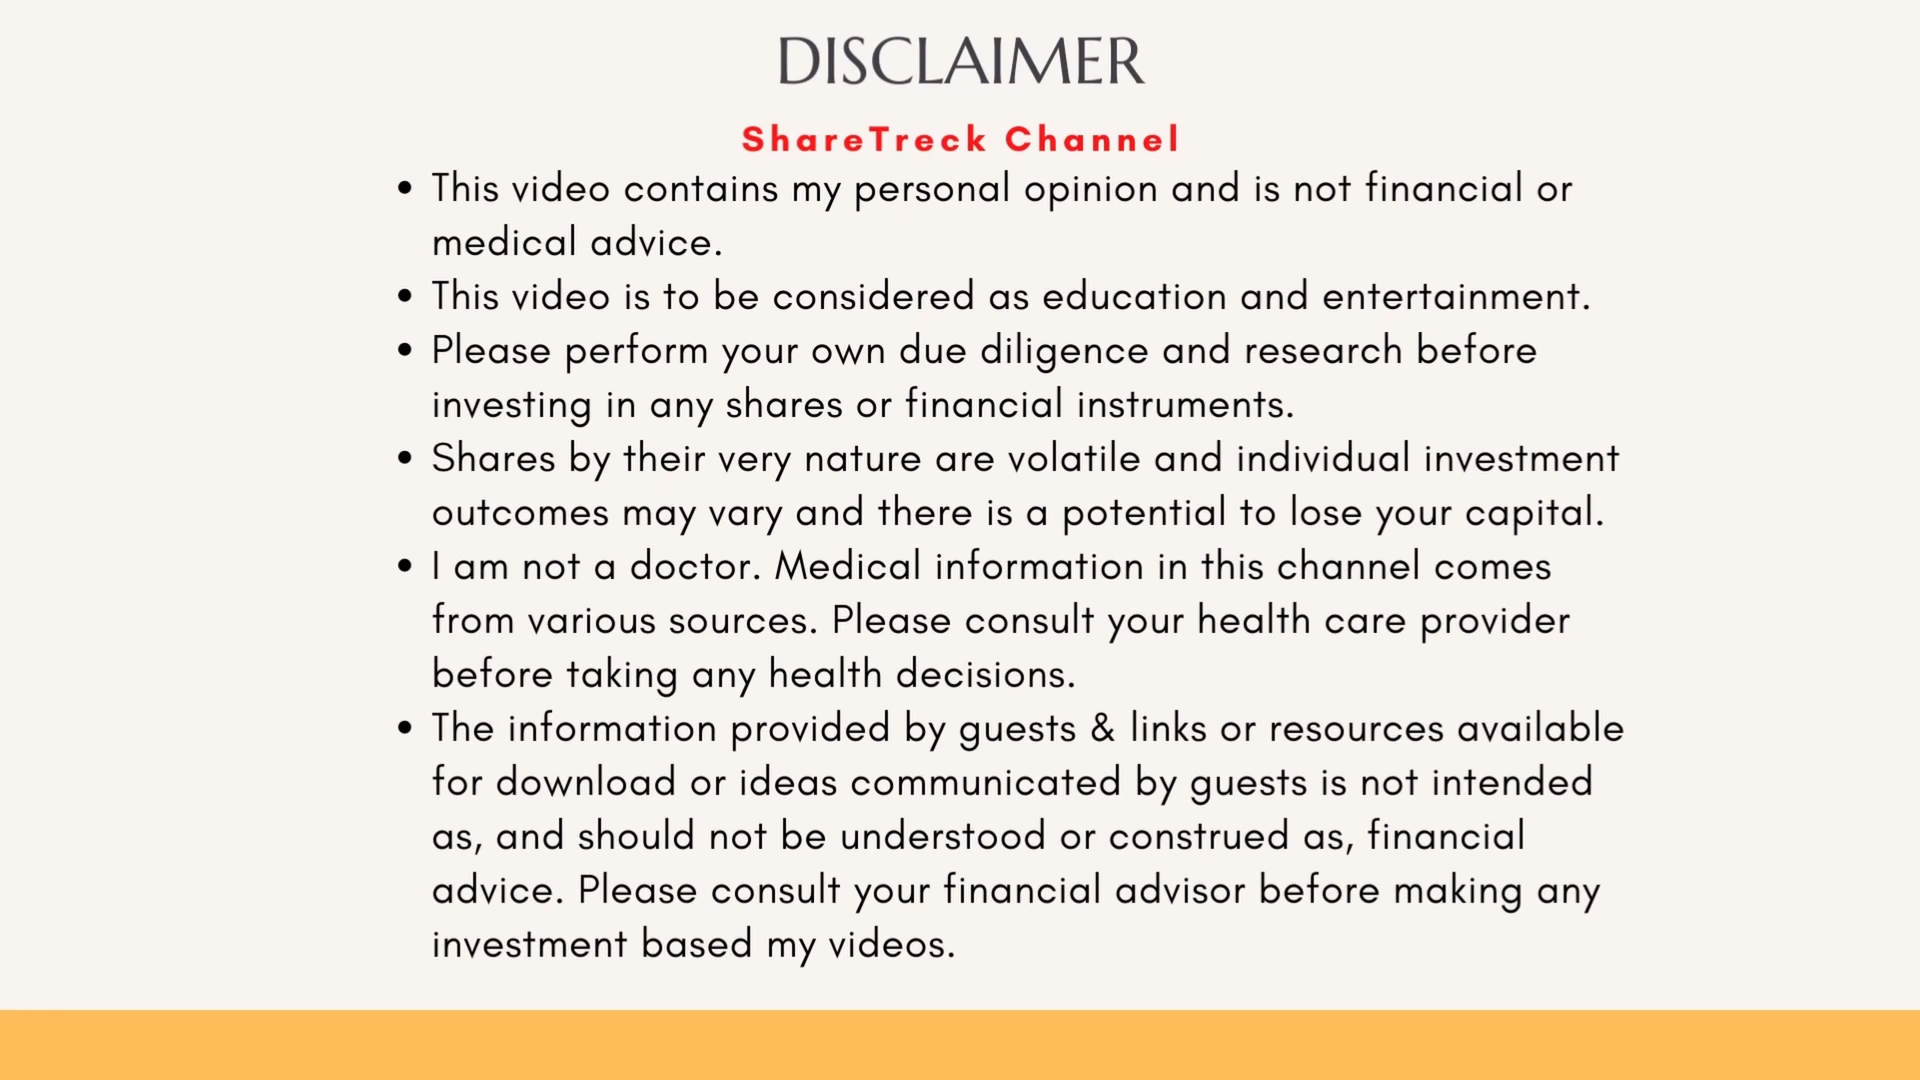 DISCLAIMER
ShareTreck Channel
• This video contains my personal opinion and is not financial or
medical advice.
• This video is to be considered as education and entertainment.
• Please perform your own due diligence and research before
investing in any shares or financial instruments.
• Shares by their very nature are volatile and individual investment
outcomes may vary and there is a potential to lose your capital.
• I am not a doctor. Medical information in this channel comes
from various sources. Please consult your health care provider
before taking any health decisions.
• The information provided by guests & links or resources available
for download or ideas communicated by guests is not intended
as, and should not be understood or construed as, financial
advice. Please consult your financial advisor before making any
investment based my videos.